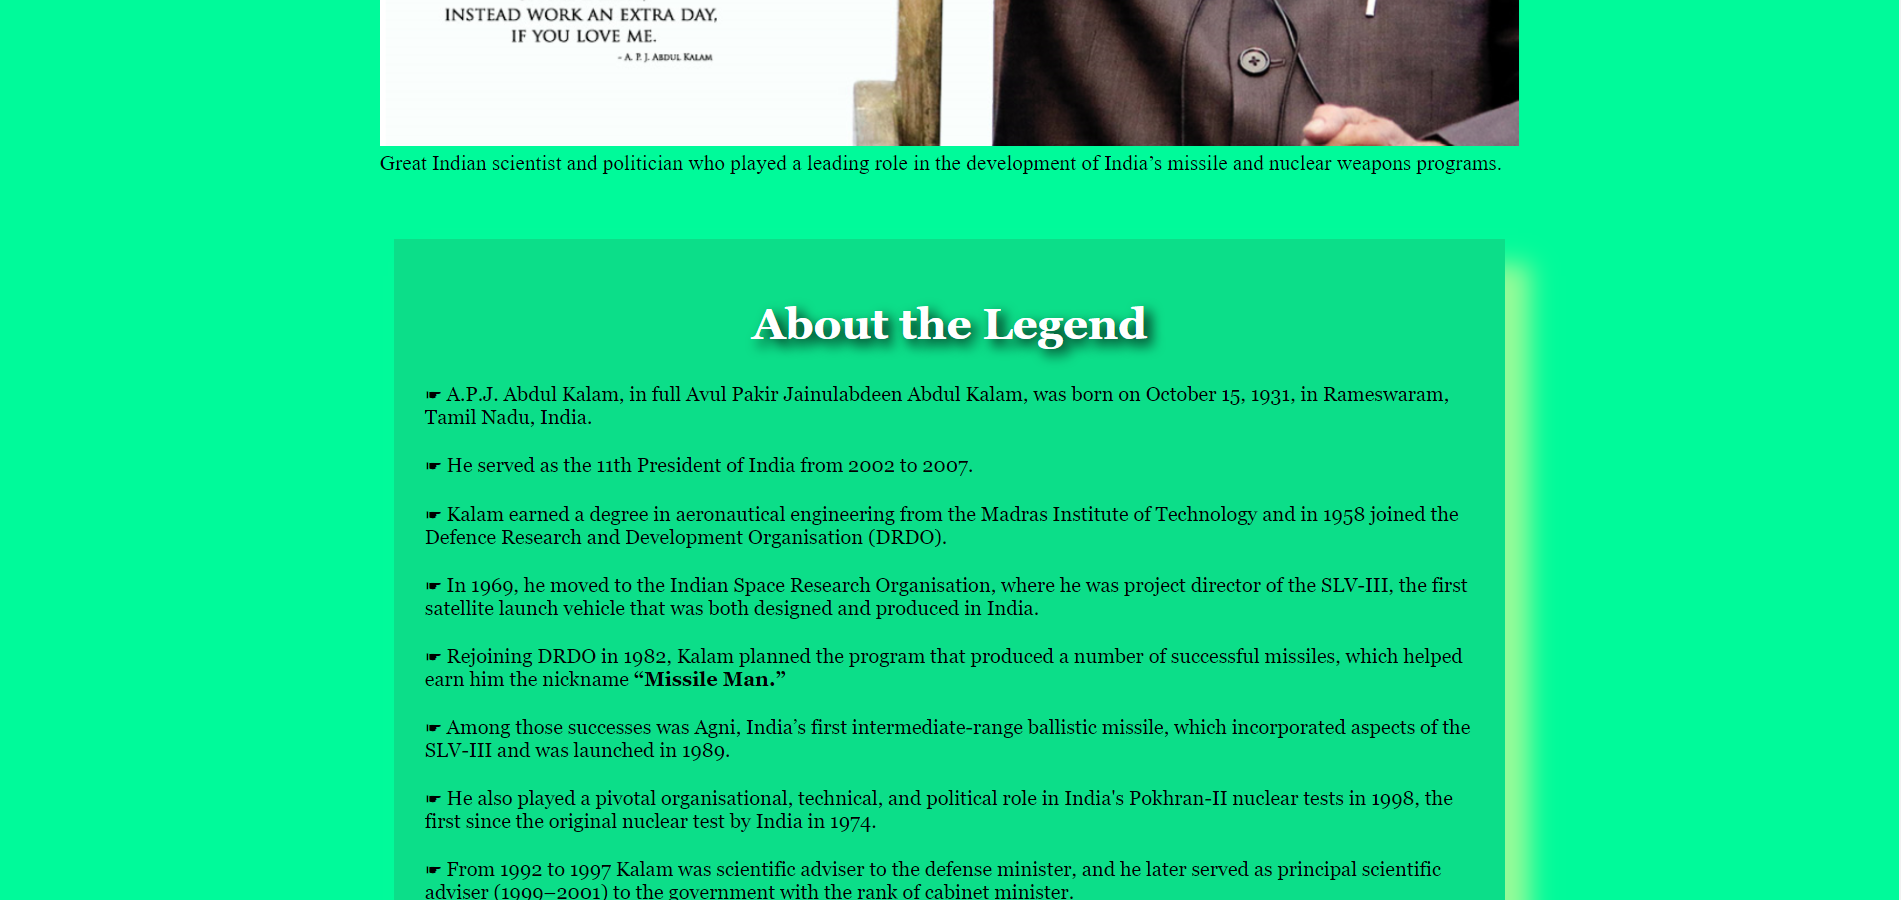 INSTEAD WORK AN EXTRA DAY,
IF YOU LOVE ME.
- A. P. J. ABDUL KALAM
Great Indian scientist and politician who played a leading role in the development of India’s missile and nuclear weapons programs.
About the Legend
☛ A.P.J. Abdul Kalam, in full Avul Pakir Jainulabdeen Abdul Kalam, was born on October 15, 1931, in Rameswaram,
Tamil Nadu, India.
☛ He served as the 11th President of India from 2002 to 2007.
☛ Kalam earned a degree in aeronautical engineering from the Madras Institute of Technology and in 1958 joined the
Defence Research and Development Organisation (DRDO).
☛ In 1969, he moved to the Indian Space Research Organisation, where he was project director of the SLV-III, the first
satellite launch vehicle that was both designed and produced in India.
☛ Rejoining DRDO in 1982, Kalam planned the program that produced a number of successful missiles, which helped
earn him the nickname “Missile Man.”
☛ Among those successes was Agni, India’s first intermediate-range ballistic missile, which incorporated aspects of the
SLV-III and was launched in 1989.
☛ He also played a pivotal organisational, technical, and political role in India's Pokhran-II nuclear tests in 1998, the
first since the original nuclear test by India in 1974.
☛ From 1992 to 1997 Kalam was scientific adviser to the defense minister, and he later served as principal scientific
adviser (1999–2001) to the government with the rank of cabinet minister.